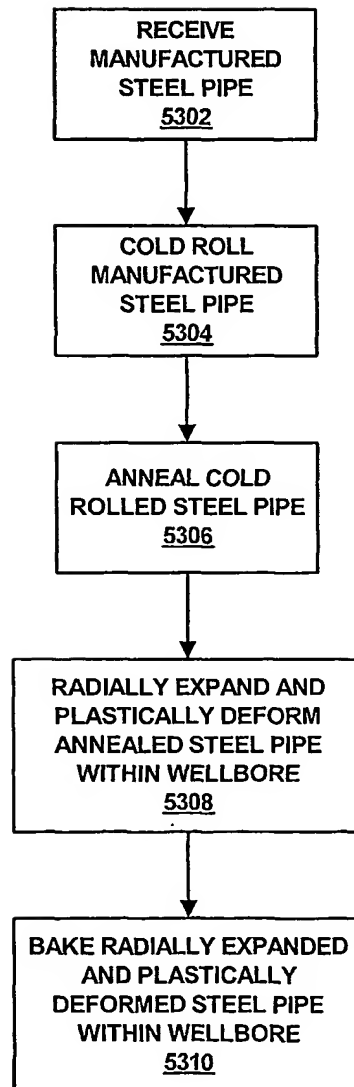 RECEIVE
MANUFACTURED
STEEL PIPE
5302
COLD ROLL
MANUFACTURED
STEEL PIPE
5304
ANNEAL COLD
ROLLED STEEL PIPE
5306
RADIALLY EXPAND AND
PLASTICALLY DEFORM
ANNEALED STEEL PIPE
WITHIN WELLBORE
5308
BAKE RADIALLY EXPANDED
AND PLASTICALLY
DEFORMED STEEL PIPE
WITHIN WELLBORE
5310